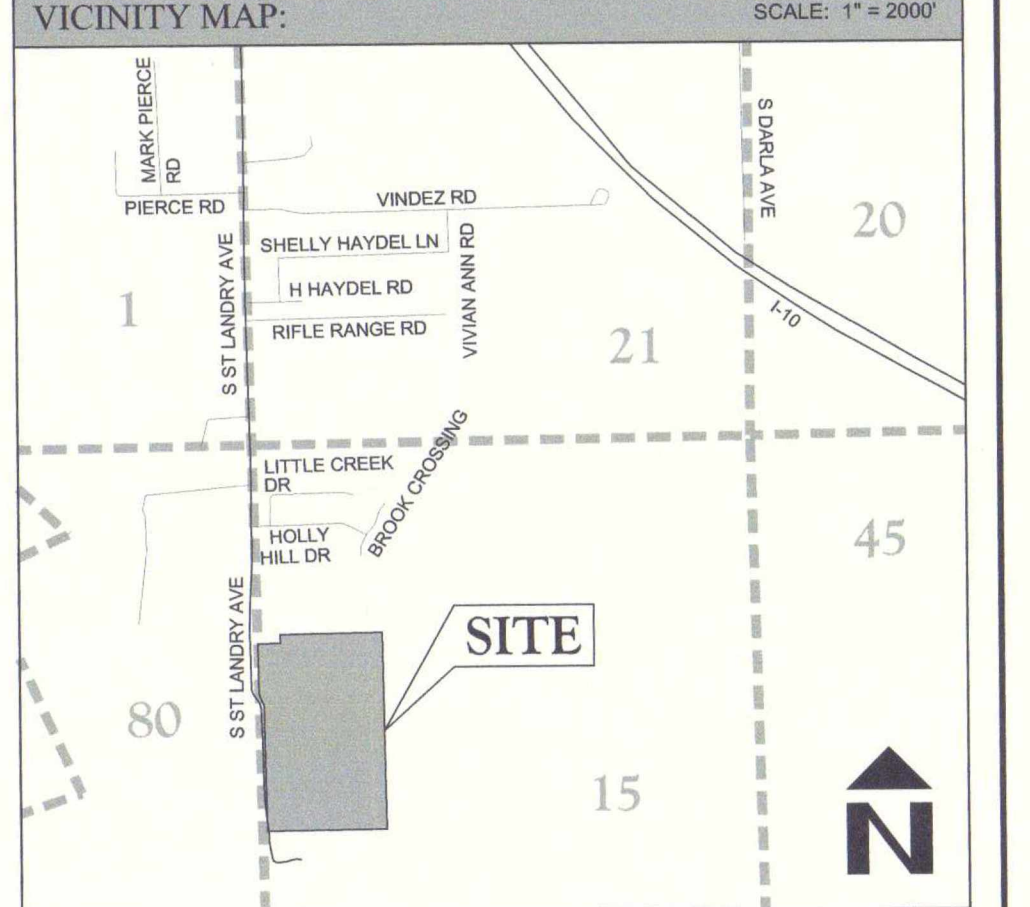 VICINITY MAP:
SCALE: 1" = 2000'
MARK PIERCE
RD
PIERCE RD
VINDEZ RD
S DARLA AVE
20
SHELLY HAYDEL LN
VIVIAN ANN RD
S ST LANDRY AVE
H HAYDEL RD
1
I-10
RIFLE RANGE RD
21
LITTLE CREEK
DR
BROOK CROSSING
HOLLY
HILL DR
45
S ST LANDRY AVE
SITE
80
15
N